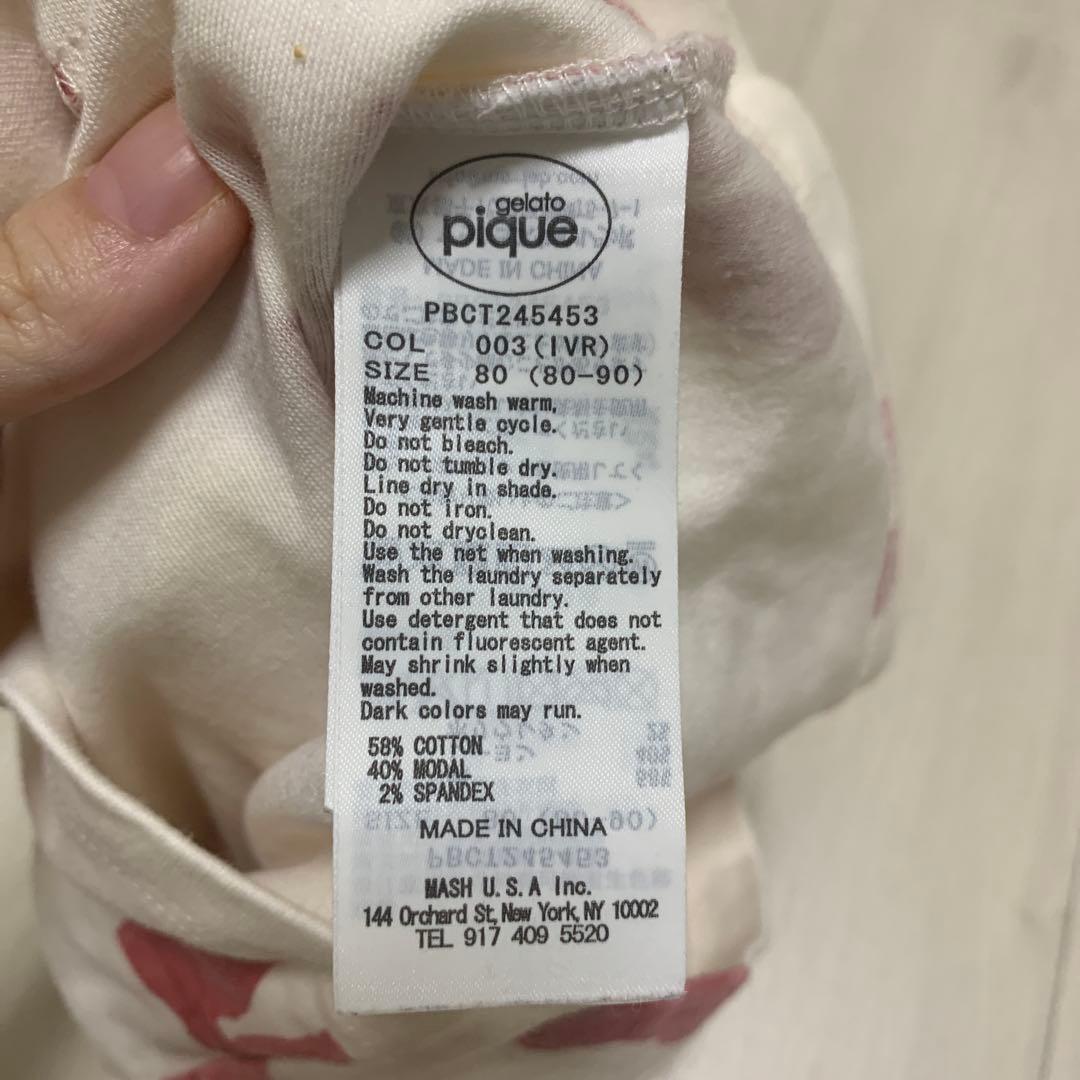 gelato
pique
PBCT245453
COL 003(IVR)
SIZE 80 (80-90)
Machine wash warm.
Very gentle cycle.
Do not bleach.
Do not tumble dry.
Line dry in shade.
Do not iron.
Do not dryclean.
Use the net when washing.
Wash the laundry separately
from other laundry.
Use detergent that does not
contain fluorescent agent.
May shrink slightly when
washed.
Dark colors may run.
58% COTTON
40% MODAL
2% SPANDEX
MADE IN CHINA
MASH U.S.A Inc.
144 Orchard St, New York, NY 10002
TEL 917 409 5520